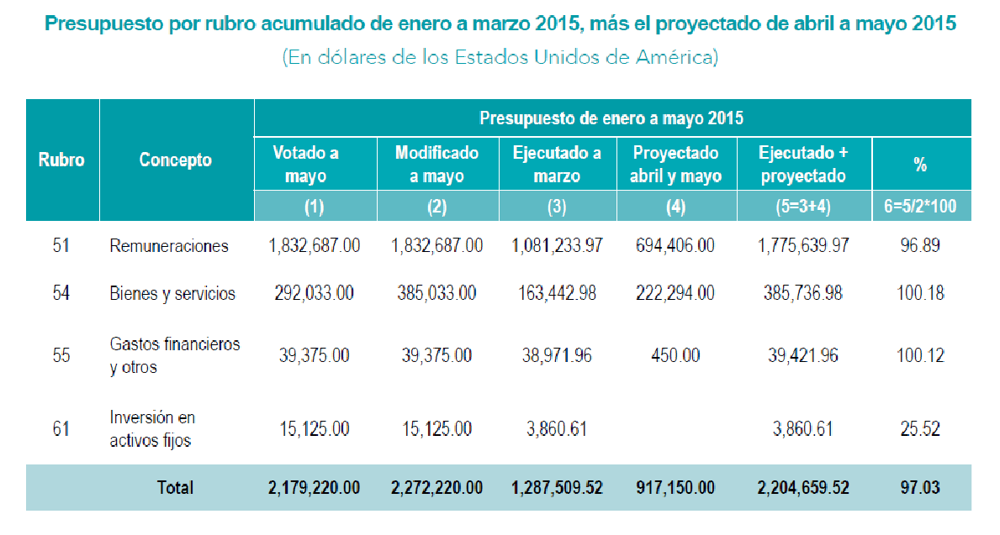 Presupuesto por rubro acumulado de enero a marzo 2015, más el proyectado de abril a mayo 2015
(En dólares de los Estados Unidos de América)
Rubro Concepto Presupuesto de enero a mayo 2015
Votado a mayo Modificado a mayo Ejecutado a marzo Proyectado abril y mayo Ejecutado + proyectado %
(1) (2) (3) (4) (5=3+4) 6=5/2*100
51 Remuneraciones 1,832,687.00 1,832,687.00 1,081,233.97 694,406.00 1,775,639.97 96.89
54 Bienes y servicios 292,033.00 385,033.00 163,442.98 222,294.00 385,736.98 100.18
55 Gastos financieros y otros 39,375.00 39,375.00 38,971.96 450.00 39,421.96 100.12
61 Inversión en activos fijos 15,125.00 15,125.00 3,860.61 3,860.61 25.52
Total 2,179,220.00 2,272,220.00 1,287,509.52 917,150.00 2,204,659.52 97.03